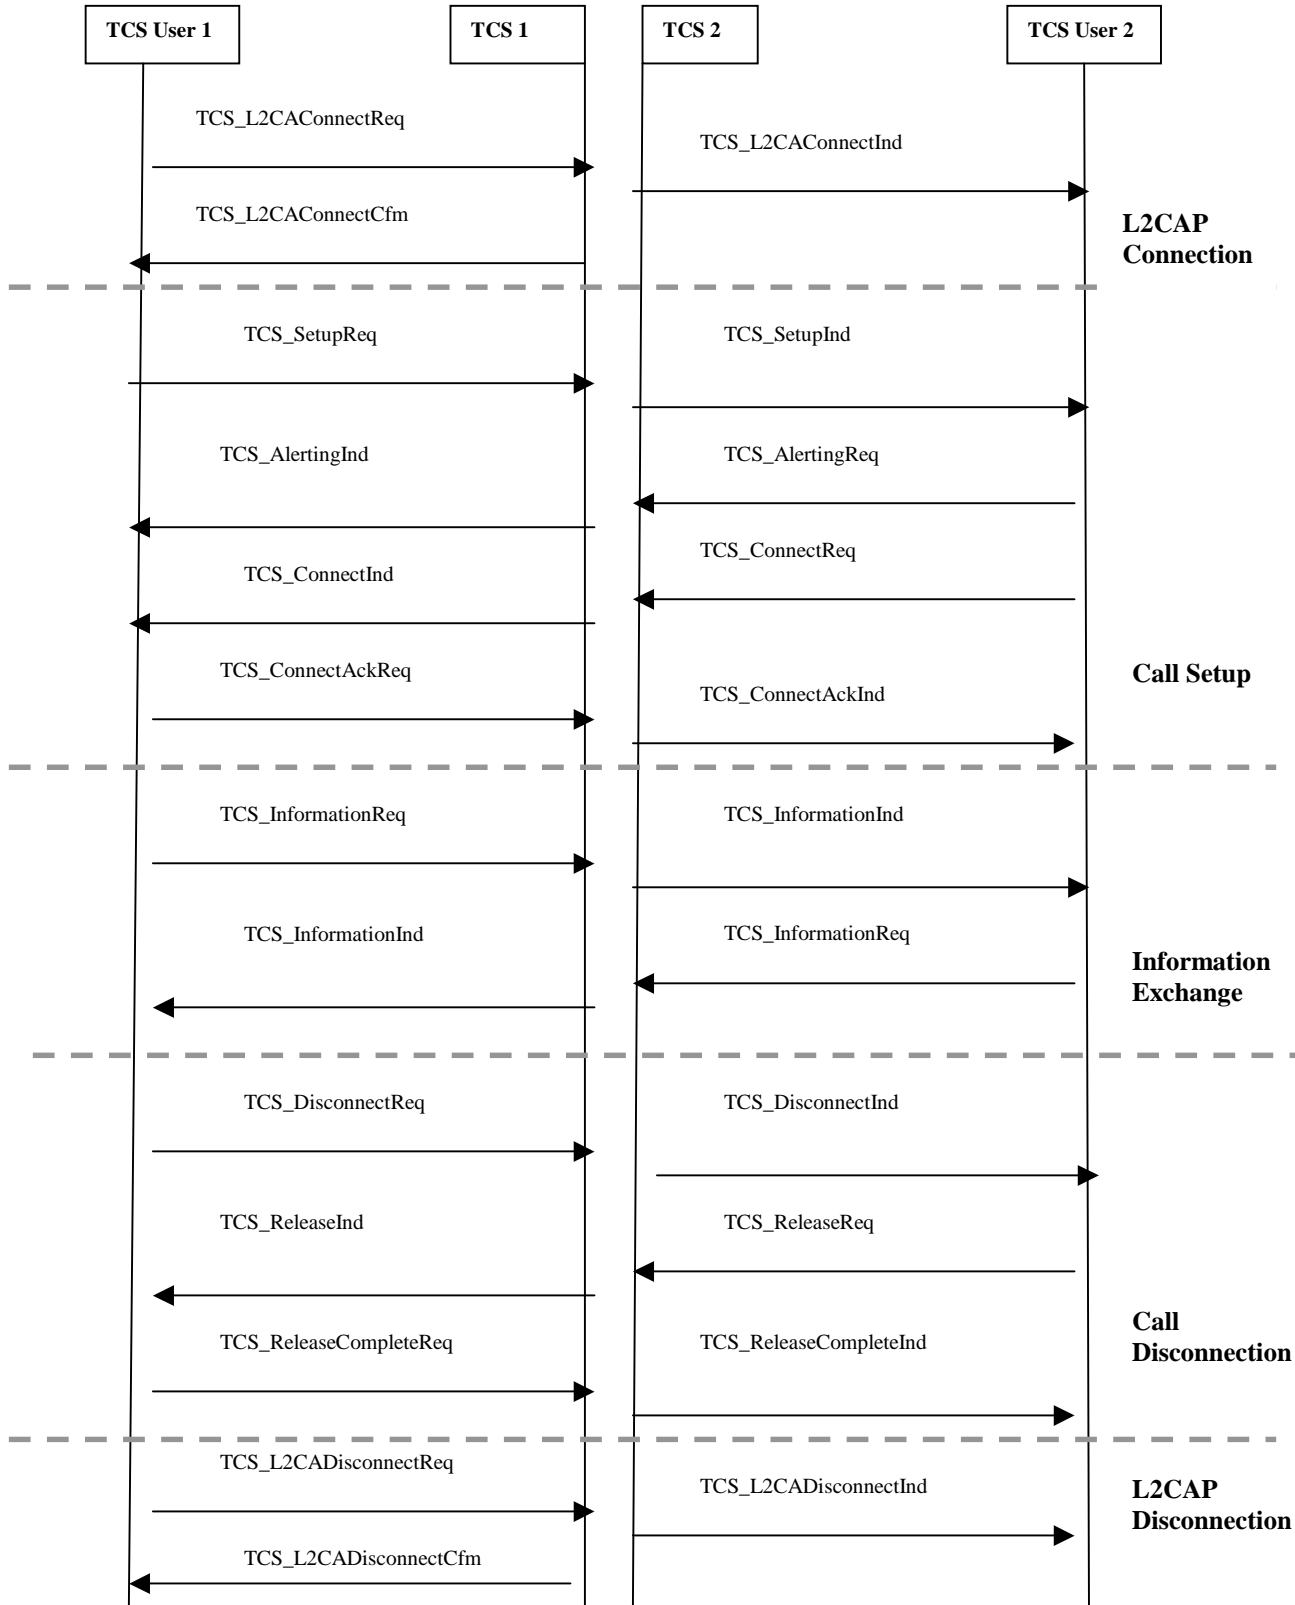 TCS User 1
TCS 1
TCS 2
TCS User 2
TCS_L2CAConnectReq
TCS_L2CAConnectInd
TCS_L2CAConnectCfm
L2CAP
Connection
TCS_SetupReq
TCS_SetupInd
TCS_AlertingInd
TCS_AlertingReq
TCS_ConnectReq
TCS_ConnectInd
TCS_ConnectAckReq
Call Setup
TCS_ConnectAckInd
TCS_InformationReq
TCS_InformationInd
TCS_InformationInd
TCS_InformationReq
Information
Exchange
TCS_DisconnectReq
TCS_DisconnectInd
TCS_ReleaseInd
TCS_ReleaseReq
Call
Disconnection
TCS_ReleaseCompleteReq
TCS_ReleaseCompleteInd
TCS_L2CADisconnectReq
TCS_L2CADisconnectInd
L2CAP
Disconnection
TCS_L2CADisconnectCfm